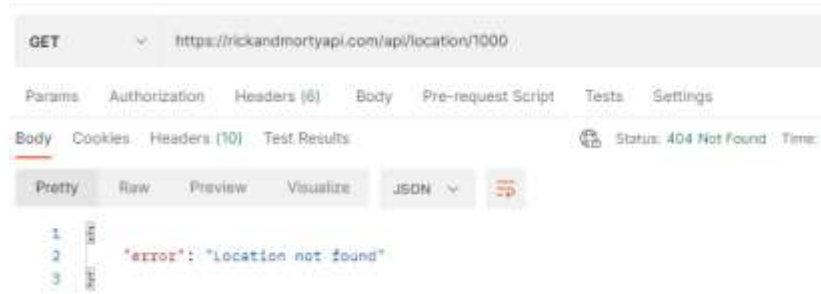 GET https://rickandmortyapi.com/api/location/1000
Params Authorization Headers (6) Body Pre-request Script Tests Settings
Body Cookies Headers (10) Test Results Status: 404 Not Found Time:
Pretty Raw Preview Visualize JSON
1 {
2 "error": "Location not found"
3 }